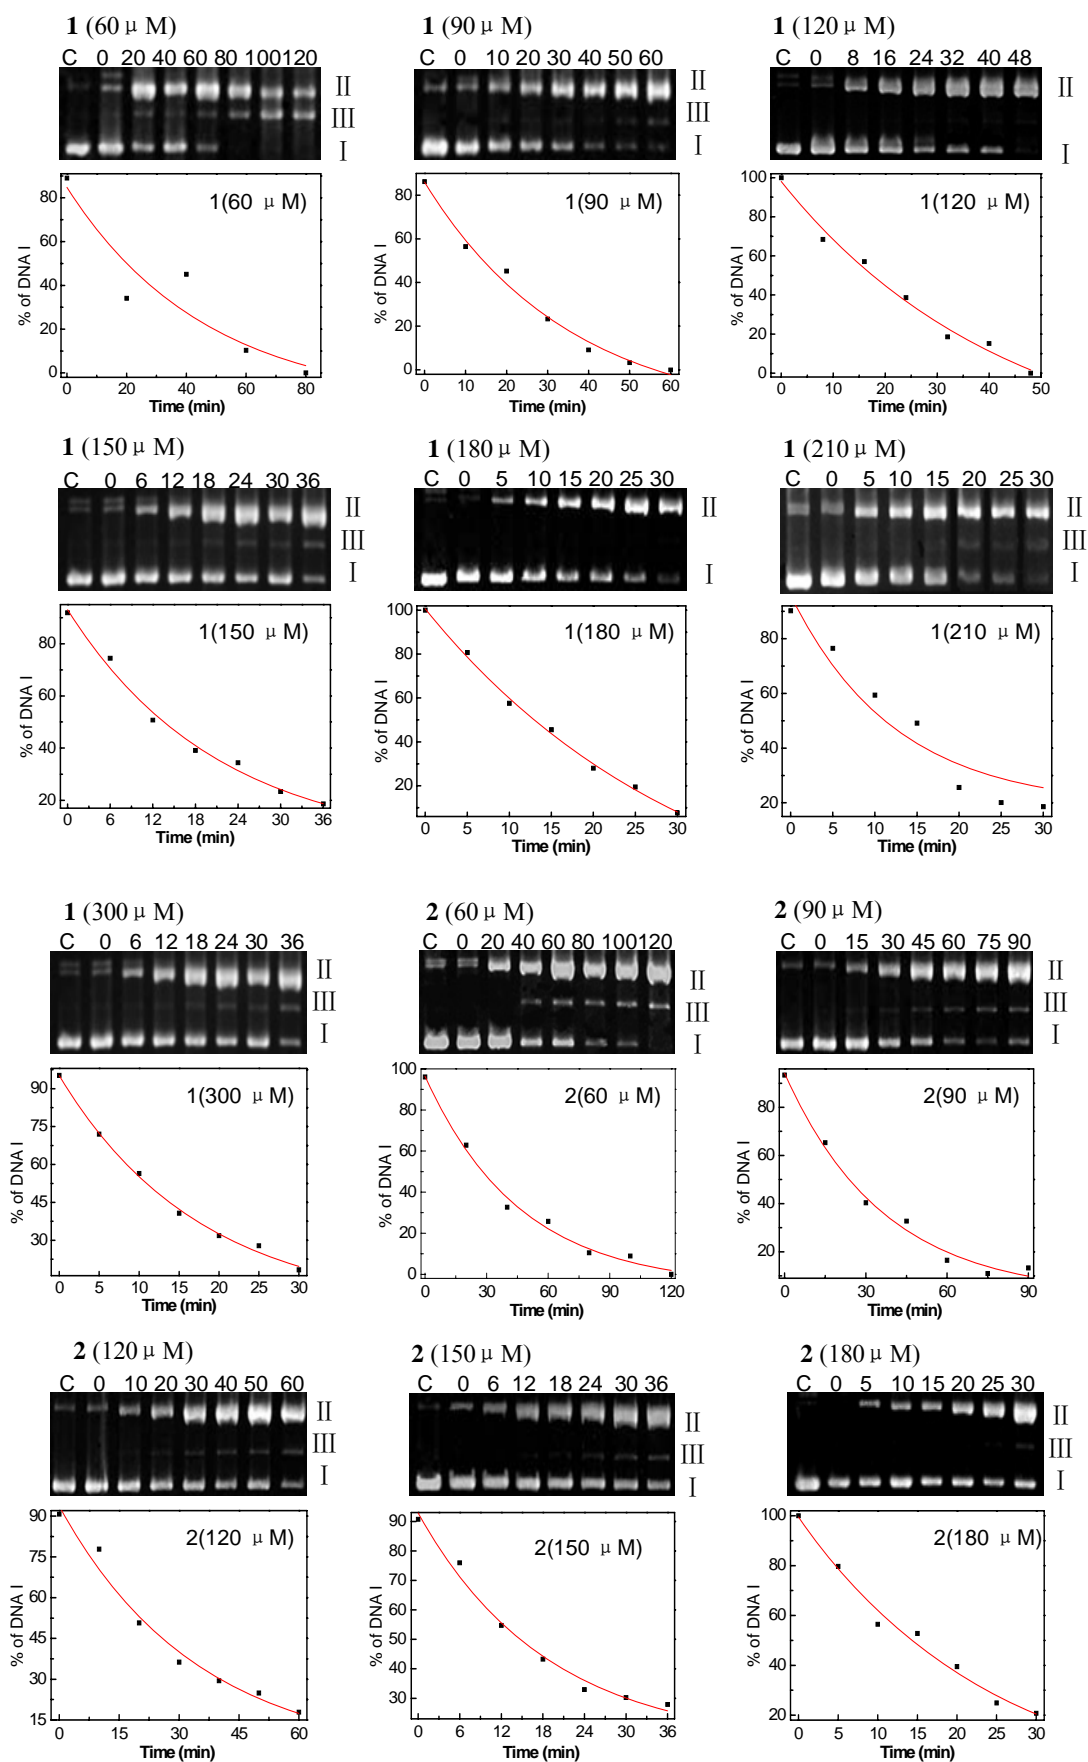 1 (60 μ M)
C 0 20 40 60 80 100 120
II
III
I
80
60
40
20
0
% of DNA I
1(60 μ M)
0 20 40 60 80
Time (min)
1 (90 μ M)
C 0 10 20 30 40 50 60
II
III
I
80
60
40
20
0
% of DNA I
1(90 μ M)
0 10 20 30 40 50 60
Time (min)
1 (120 μ M)
C 0 8 16 24 32 40 48
II
I
100
80
60
40
20
0
% of DNA I
1(120 μ M)
0 10 20 30 40 50
Time (min)
1 (150 μ M)
C 0 6 12 18 24 30 36
II
III
I
80
60
40
20
% of DNA I
1(150 μ M)
0 6 12 18 24 30 36
Time (min)
1 (180 μ M)
C 0 5 10 15 20 25 30
II
I
100
80
60
40
20
0
% of DNA I
1(180 μ M)
0 5 10 15 20 25 30
Time (min)
1 (210 μ M)
C 0 5 10 15 20 25 30
II
III
I
80
60
40
20
% of DNA I
1(210 μ M)
0 5 10 15 20 25 30
Time (min)
1 (300 μ M)
C 0 6 12 18 24 30 36
II
III
I
90
75
60
45
30
% of DNA I
1(300 μ M)
0 5 10 15 20 25 30
Time (min)
2 (60 μ M)
C 0 20 40 60 80 100 120
II
III
I
100
80
60
40
20
0
% of DNA I
2(60 μ M)
0 30 60 90 120
Time (min)
2 (90 μ M)
C 0 15 30 45 60 75 90
II
III
I
80
60
40
20
% of DNA I
2(90 μ M)
0 30 60 90
Time (min)
2 (120 μ M)
C 0 10 20 30 40 50 60
II
III
I
90
75
60
45
30
15
% of DNA I
2(120 μ M)
0 15 30 45 60
Time (min)
2 (150 μ M)
C 0 6 12 18 24 30 36
II
III
I
90
80
70
60
50
40
30
% of DNA I
2(150 μ M)
0 6 12 18 24 30 36
Time (min)
2 (180 μ M)
C 0 5 10 15 20 25 30
II
III
I
100
80
60
40
20
% of DNA I
2(180 μ M)
0 5 10 15 20 25 30
Time (min)